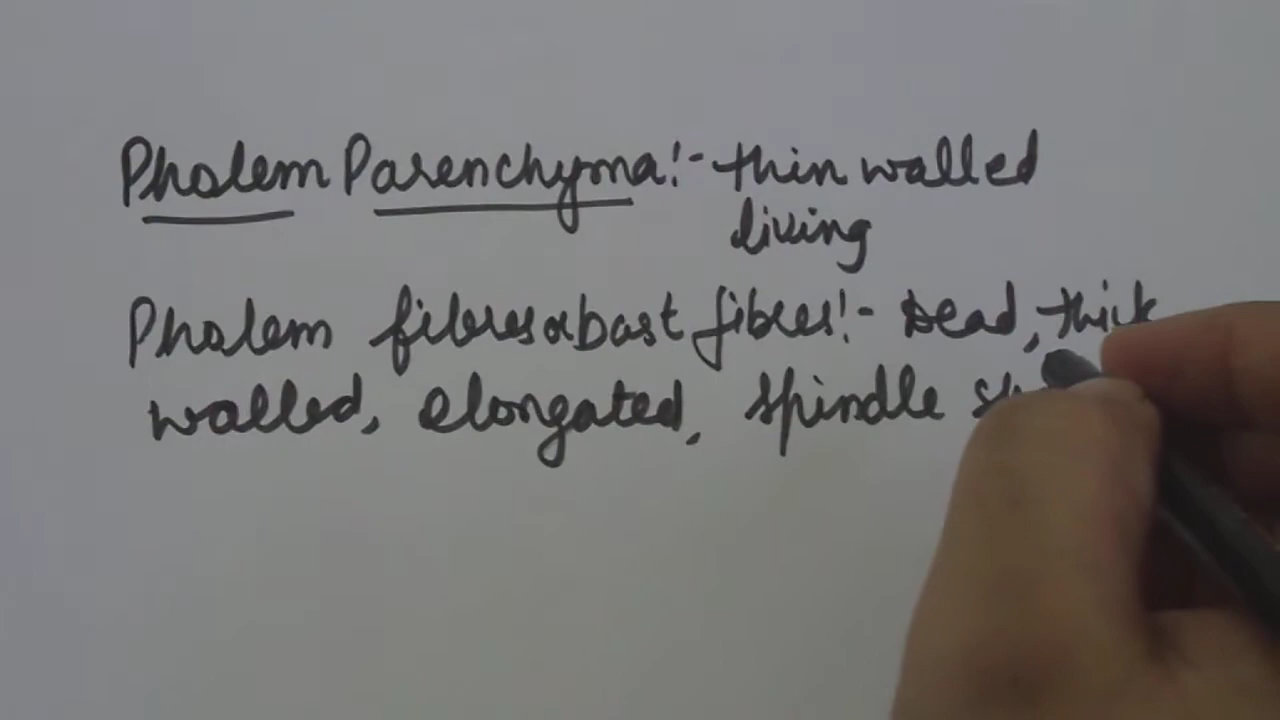 Pholem Parenchyma:- thin walled
living
Pholem fibres or bast fibres:- Dead, thick
walled, elongated, spindle